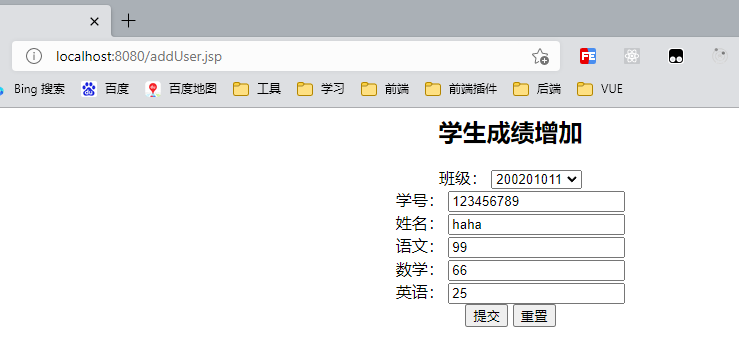 localhost:8080/addUser.jsp
Bing 搜索 百度 百度地图 工具 学习 前端 前端插件 后端 VUE
学生成绩增加
班级： 200201011
学号： 123456789
姓名： haha
语文： 99
数学： 66
英语： 25
提交 重置